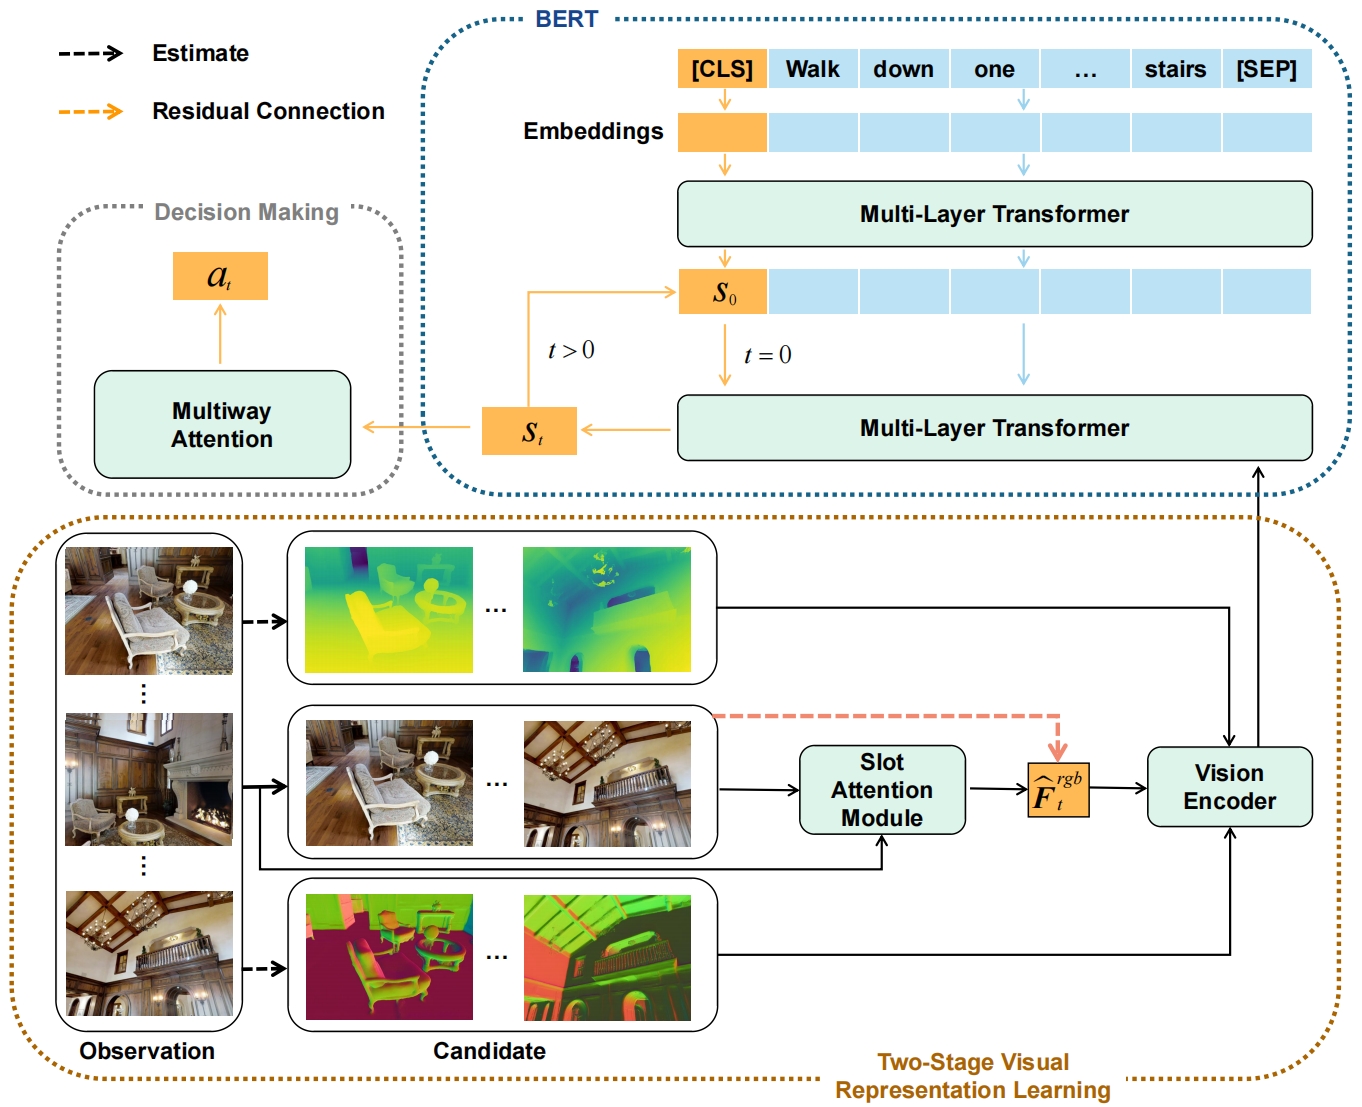 BERT
Estimate
Residual Connection
[CLS] Walk down one ... stairs [SEP]
Embeddings
Multi-Layer Transformer
Decision Making
a_t
s_0
t > 0
t = 0
Multiway
Attention
s_t
Multi-Layer Transformer
...
...
Slot
Attention
Module
\widehat{F}_t^{rgb}
Vision
Encoder
...
Observation
Candidate
Two-Stage Visual
Representation Learning